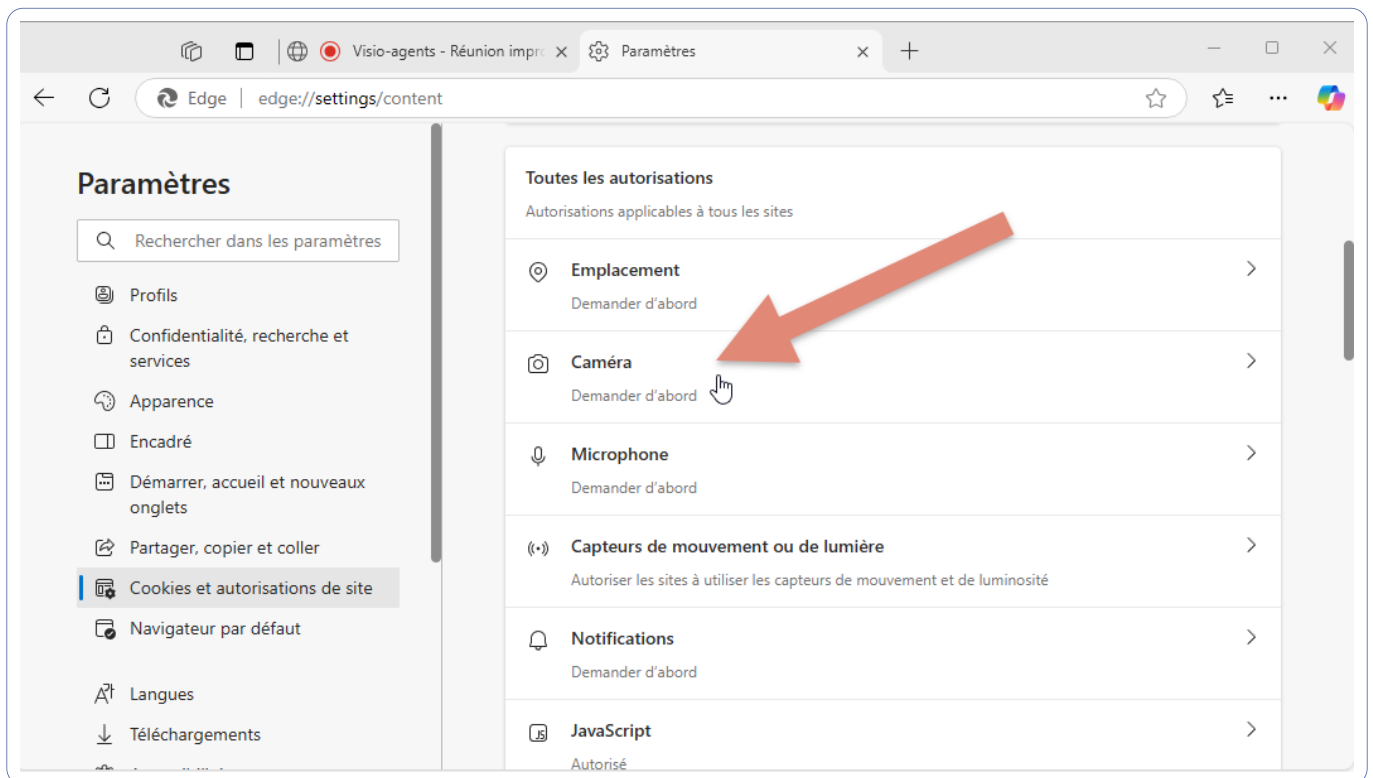 Visio-agents - Réunion impro
Paramètres
Edge
edge://settings/content
Paramètres
Rechercher dans les paramètres
Profils
Confidentialité, recherche et
services
Apparence
Encadré
Démarrer, accueil et nouveaux
onglets
Partager, copier et coller
Cookies et autorisations de site
Navigateur par défaut
Langues
Téléchargements
Toutes les autorisations
Autorisations applicables à tous les sites
Emplacement
Demander d'abord
Caméra
Demander d'abord
Microphone
Demander d'abord
Capteurs de mouvement ou de lumière
Autoriser les sites à utiliser les capteurs de mouvement et de luminosité
Notifications
Demander d'abord
JS
JavaScript
Autorisé